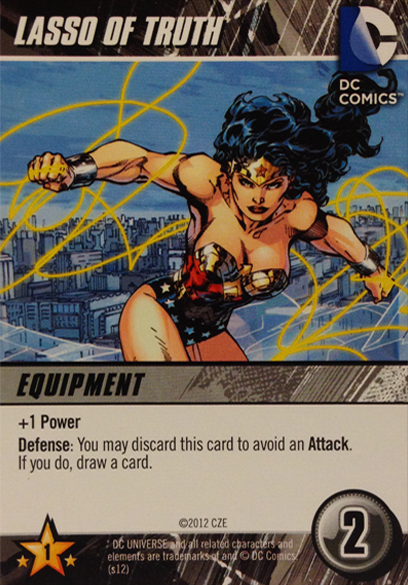 LASSO OF TRUTH
DC
DC
COMICS™
EQUIPMENT
+1 Power
Defense: You may discard this card to avoid an Attack.
If you do, draw a card.
©2012 CZE
DC UNIVERSE and all related characters and
elements are trademarks of and © DC Comics.
(s12)
1
2